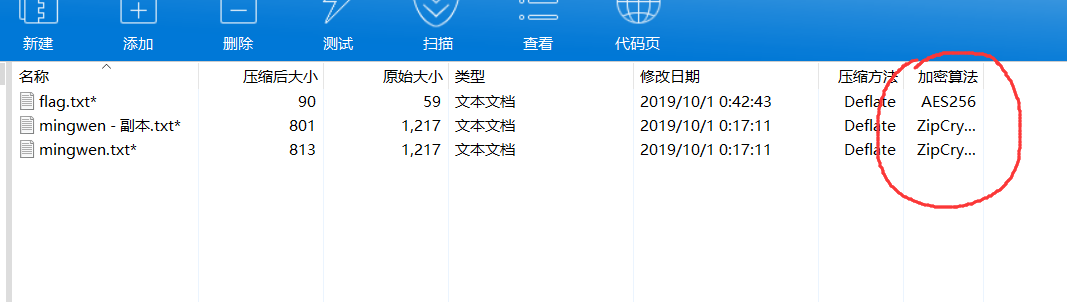 新建 添加 删除 测试 扫描 查看 代码页
名称 压缩后大小 原始大小 类型 修改日期 压缩方法 加密算法
flag.txt* 90 59 文本文档 2019/10/1 0:42:43 Deflate AES256
mingwen - 副本.txt* 801 1,217 文本文档 2019/10/1 0:17:11 Deflate ZipCry...
mingwen.txt* 813 1,217 文本文档 2019/10/1 0:17:11 Deflate ZipCry...